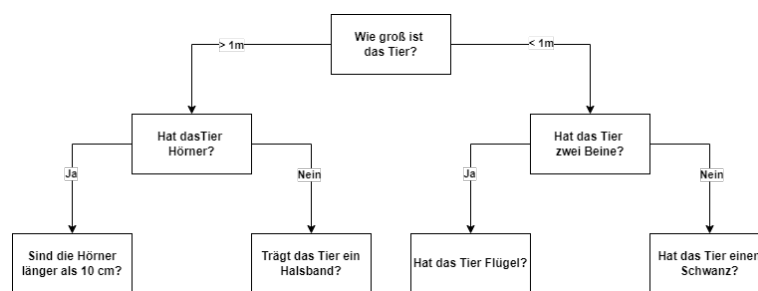 Wie groß ist
das Tier?
> 1m
< 1m
Hat dasTier
Hörner?
Hat das Tier
zwei Beine?
Ja
Nein
Ja
Nein
Sind die Hörner
länger als 10 cm?
Trägt das Tier ein
Halsband?
Hat das Tier Flügel?
Hat das Tier einen
Schwanz?